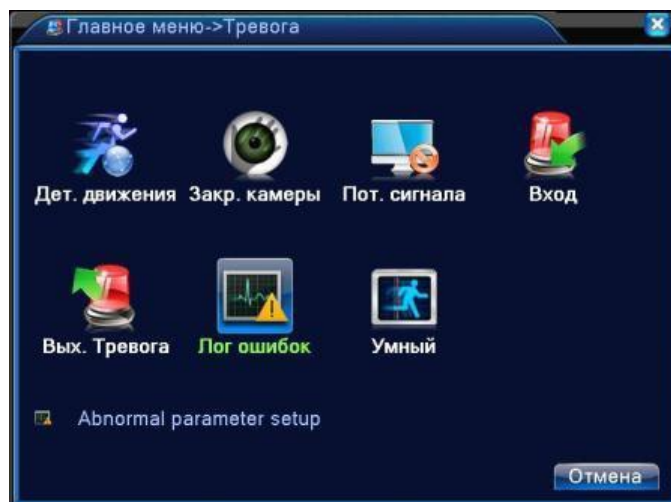 Главное меню->Тревога
Дет. движения Закр. камеры Пот. сигнала Вход
Вых. Тревога Лог ошибок Умный
Abnormal parameter setup
Отмена